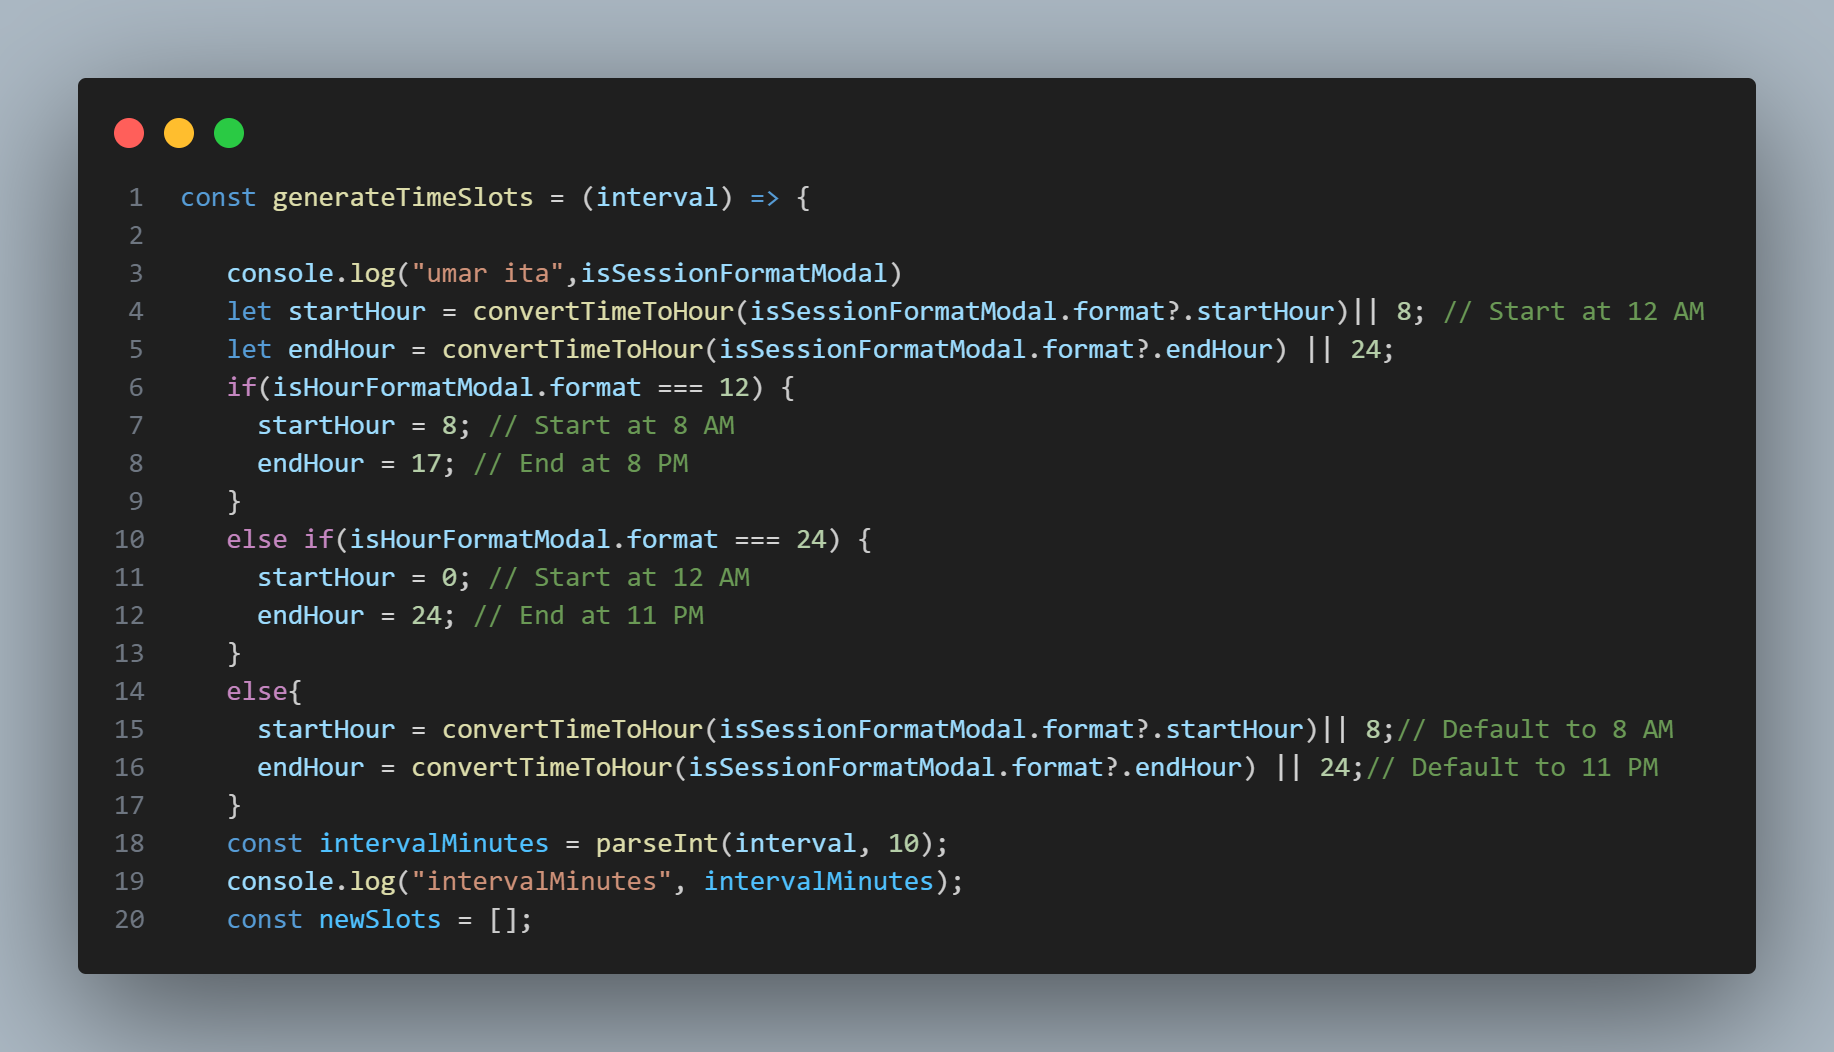 1 const generateTimeSlots = (interval) => {
2
3 console.log("umar ita",isSessionFormatModal)
4 let startHour = convertTimeToHour(isSessionFormatModal.format?.startHour)|| 8; // Start at 12 AM
5 let endHour = convertTimeToHour(isSessionFormatModal.format?.endHour) || 24;
6 if(isHourFormatModal.format === 12) {
7 startHour = 8; // Start at 8 AM
8 endHour = 17; // End at 8 PM
9 }
10 else if(isHourFormatModal.format === 24) {
11 startHour = 0; // Start at 12 AM
12 endHour = 24; // End at 11 PM
13 }
14 else{
15 startHour = convertTimeToHour(isSessionFormatModal.format?.startHour)|| 8;// Default to 8 AM
16 endHour = convertTimeToHour(isSessionFormatModal.format?.endHour) || 24;// Default to 11 PM
17 }
18 const intervalMinutes = parseInt(interval, 10);
19 console.log("intervalMinutes", intervalMinutes);
20 const newSlots = [];